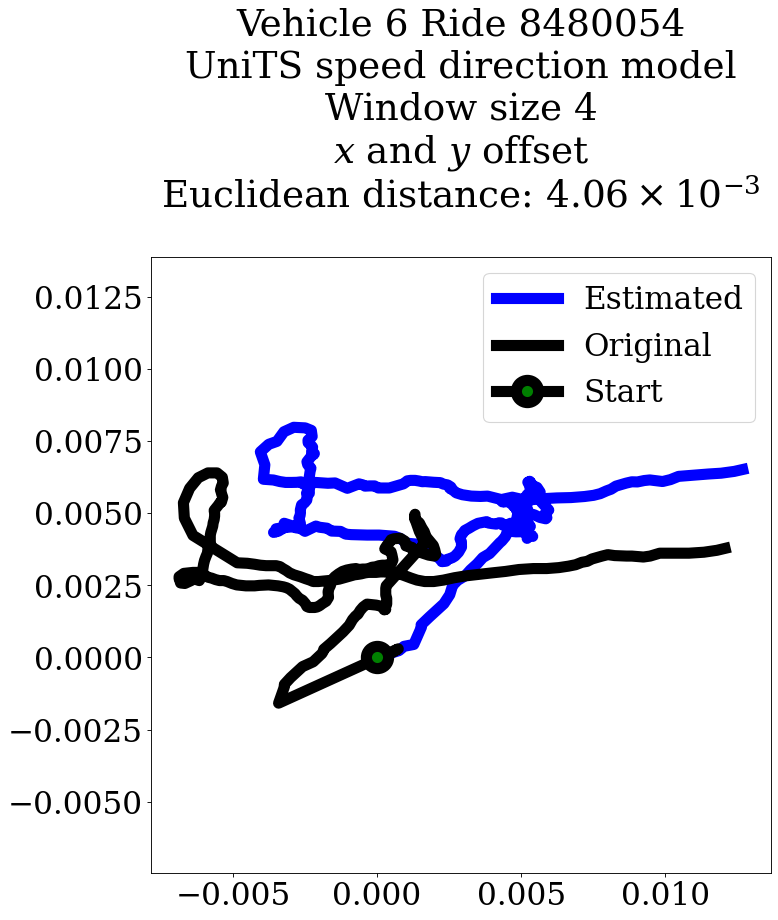 Vehicle 6 Ride 8480054
UniTS speed direction model
Window size 4
x and y offset
Euclidean distance: 4.06 × 10⁻³
Estimated
Original
Start
0.0125
0.0100
0.0075
0.0050
0.0025
0.0000
−0.0025
−0.0050
−0.005 0.000 0.005 0.010